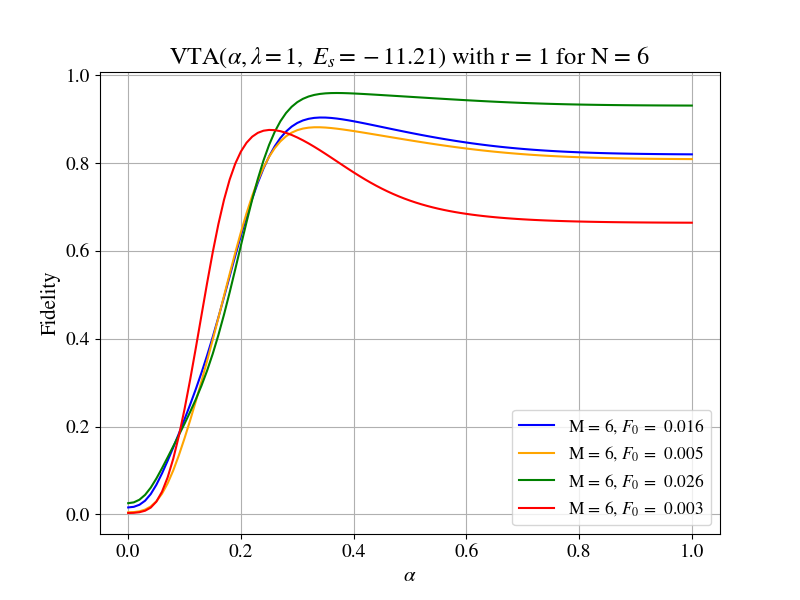 VTA(α, λ = 1, E_s = −11.21) with r = 1 for N = 6
Fidelity
1.0
0.8
0.6
0.4
0.2
0.0
M = 6, F_0 = 0.016
M = 6, F_0 = 0.005
M = 6, F_0 = 0.026
M = 6, F_0 = 0.003
0.0 0.2 0.4 0.6 0.8 1.0
α